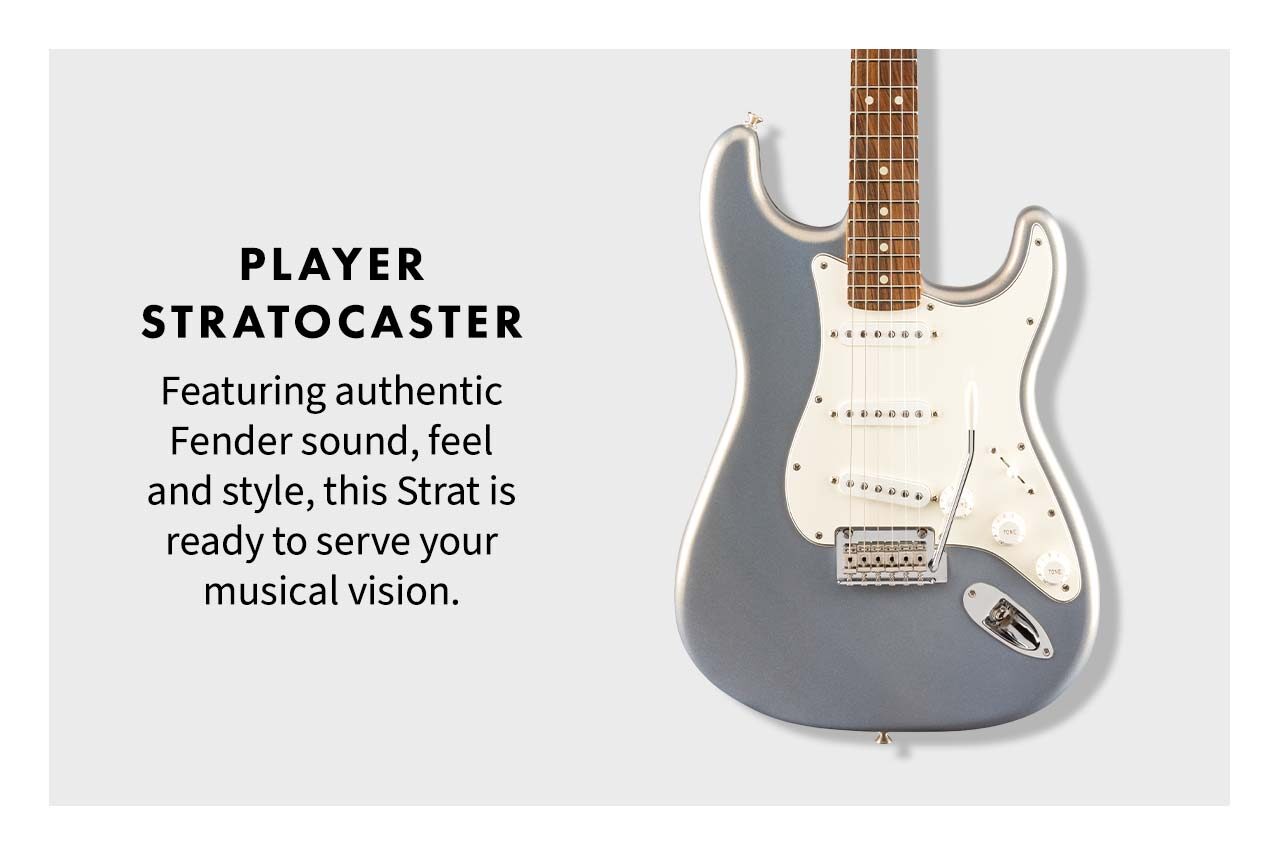 PLAYER
STRATOCASTER
Featuring authentic
Fender sound, feel
and style, this Strat is
ready to serve your
musical vision.
TONE
TONE